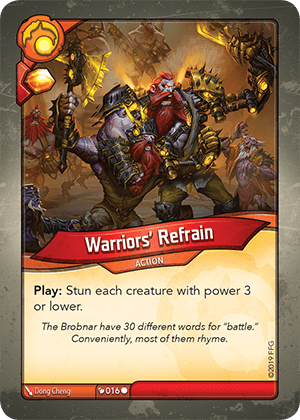 Warriors’ Refrain
ACTION
Play: Stun each creature with power 3
or lower.
The Brobnar have 30 different words for “battle.”
Conveniently, most of them rhyme.
©2019 FFG
Dong Cheng
016